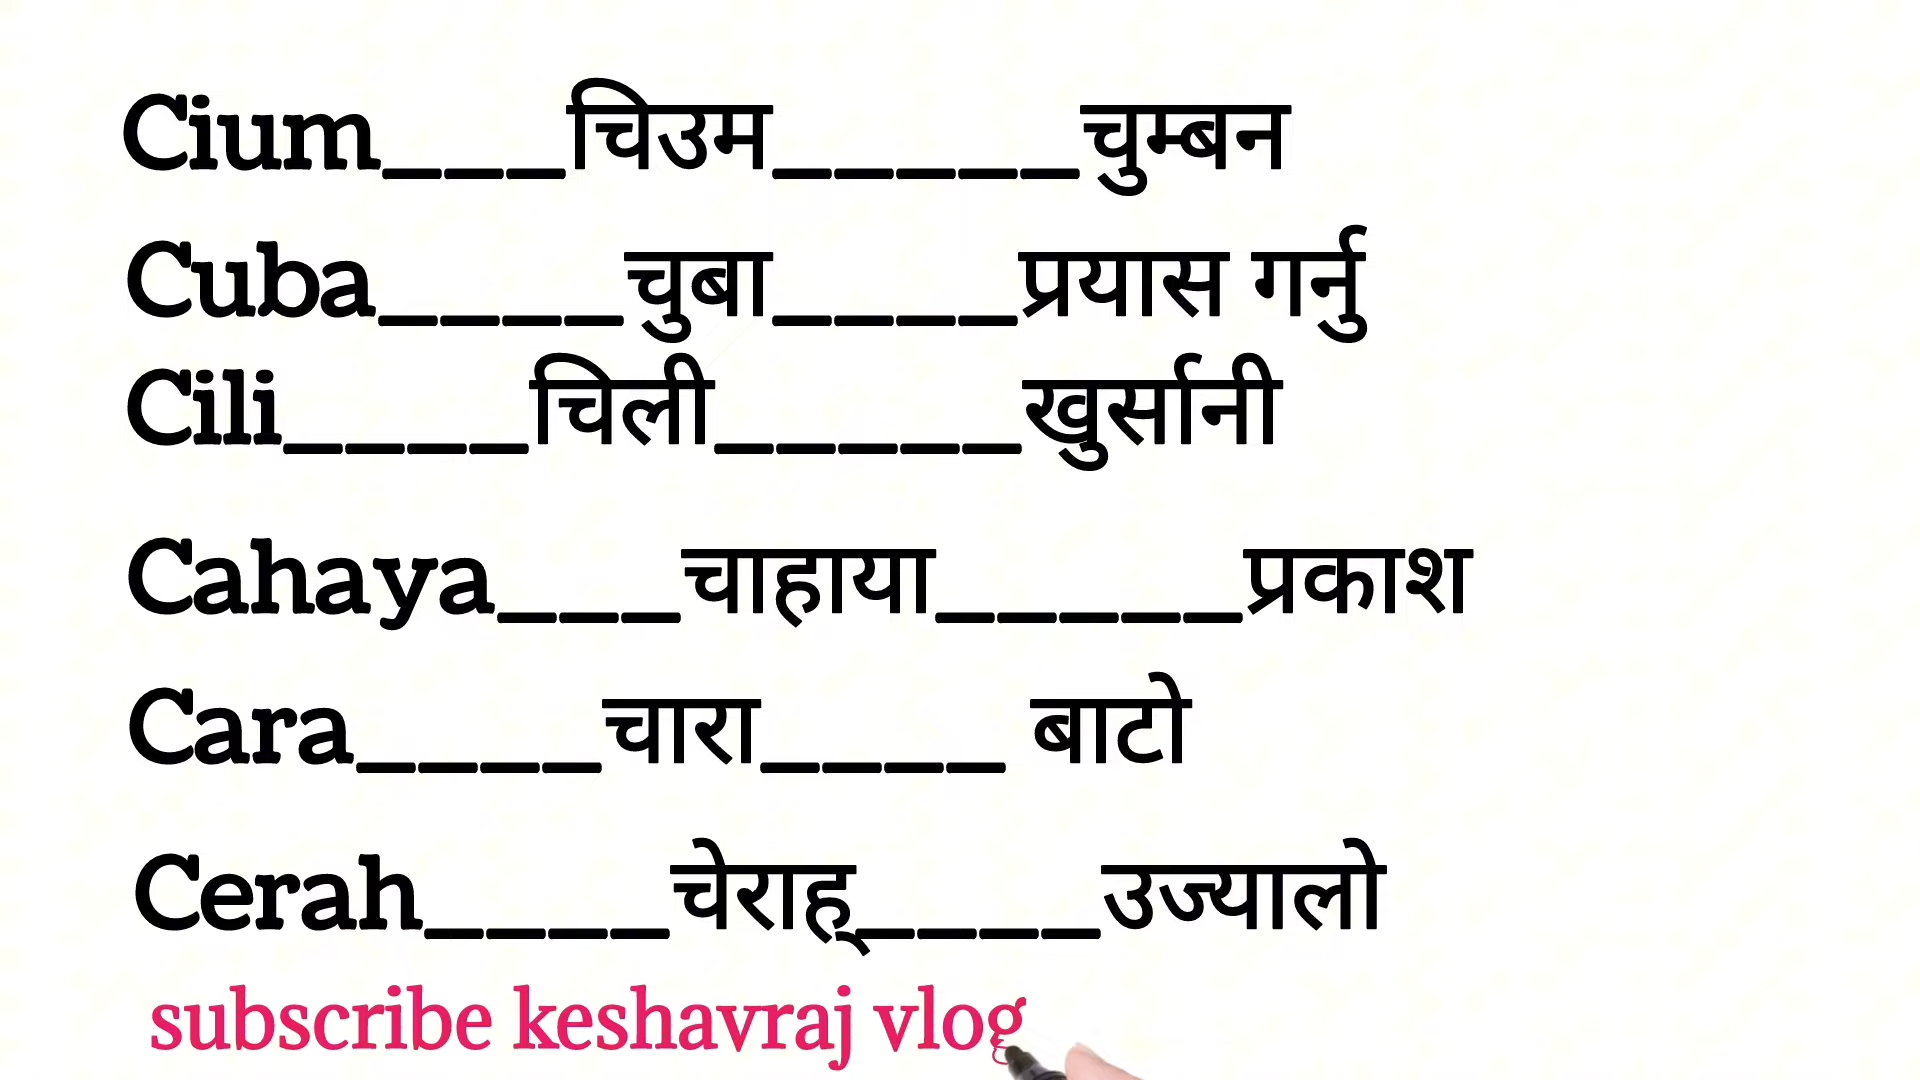 Cium___चिउम_____चुम्बन
Cuba____चुबा____प्रयास गर्नु
Cili____चिली_____खुर्सानी
Cahaya___चाहाया_____प्रकाश
Cara____चारा____ बाटो
Cerah____चेराह्____उज्यालो
subscribe keshavraj vlog